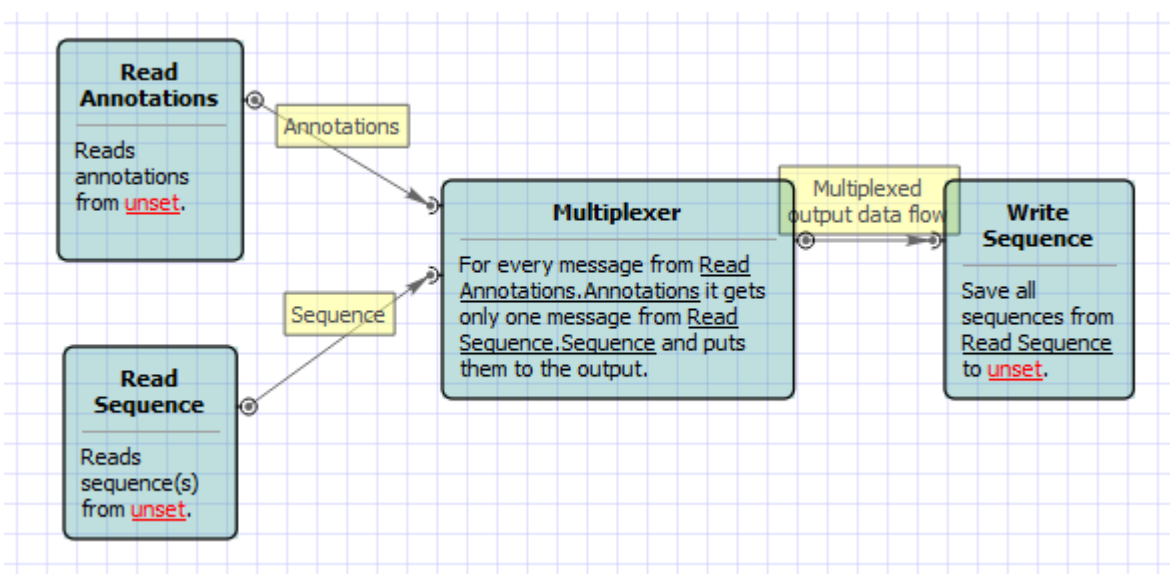 Read
Annotations
Reads
annotations
from unset.
Annotations
Read
Sequence
Reads
sequence(s)
from unset.
Sequence
Multiplexer
For every message from Read
Annotations.Annotations it gets
only one message from Read
Sequence.Sequence and puts
them to the output.
Multiplexed
output data flow
Write
Sequence
Save all
sequences from
Read Sequence
to unset.